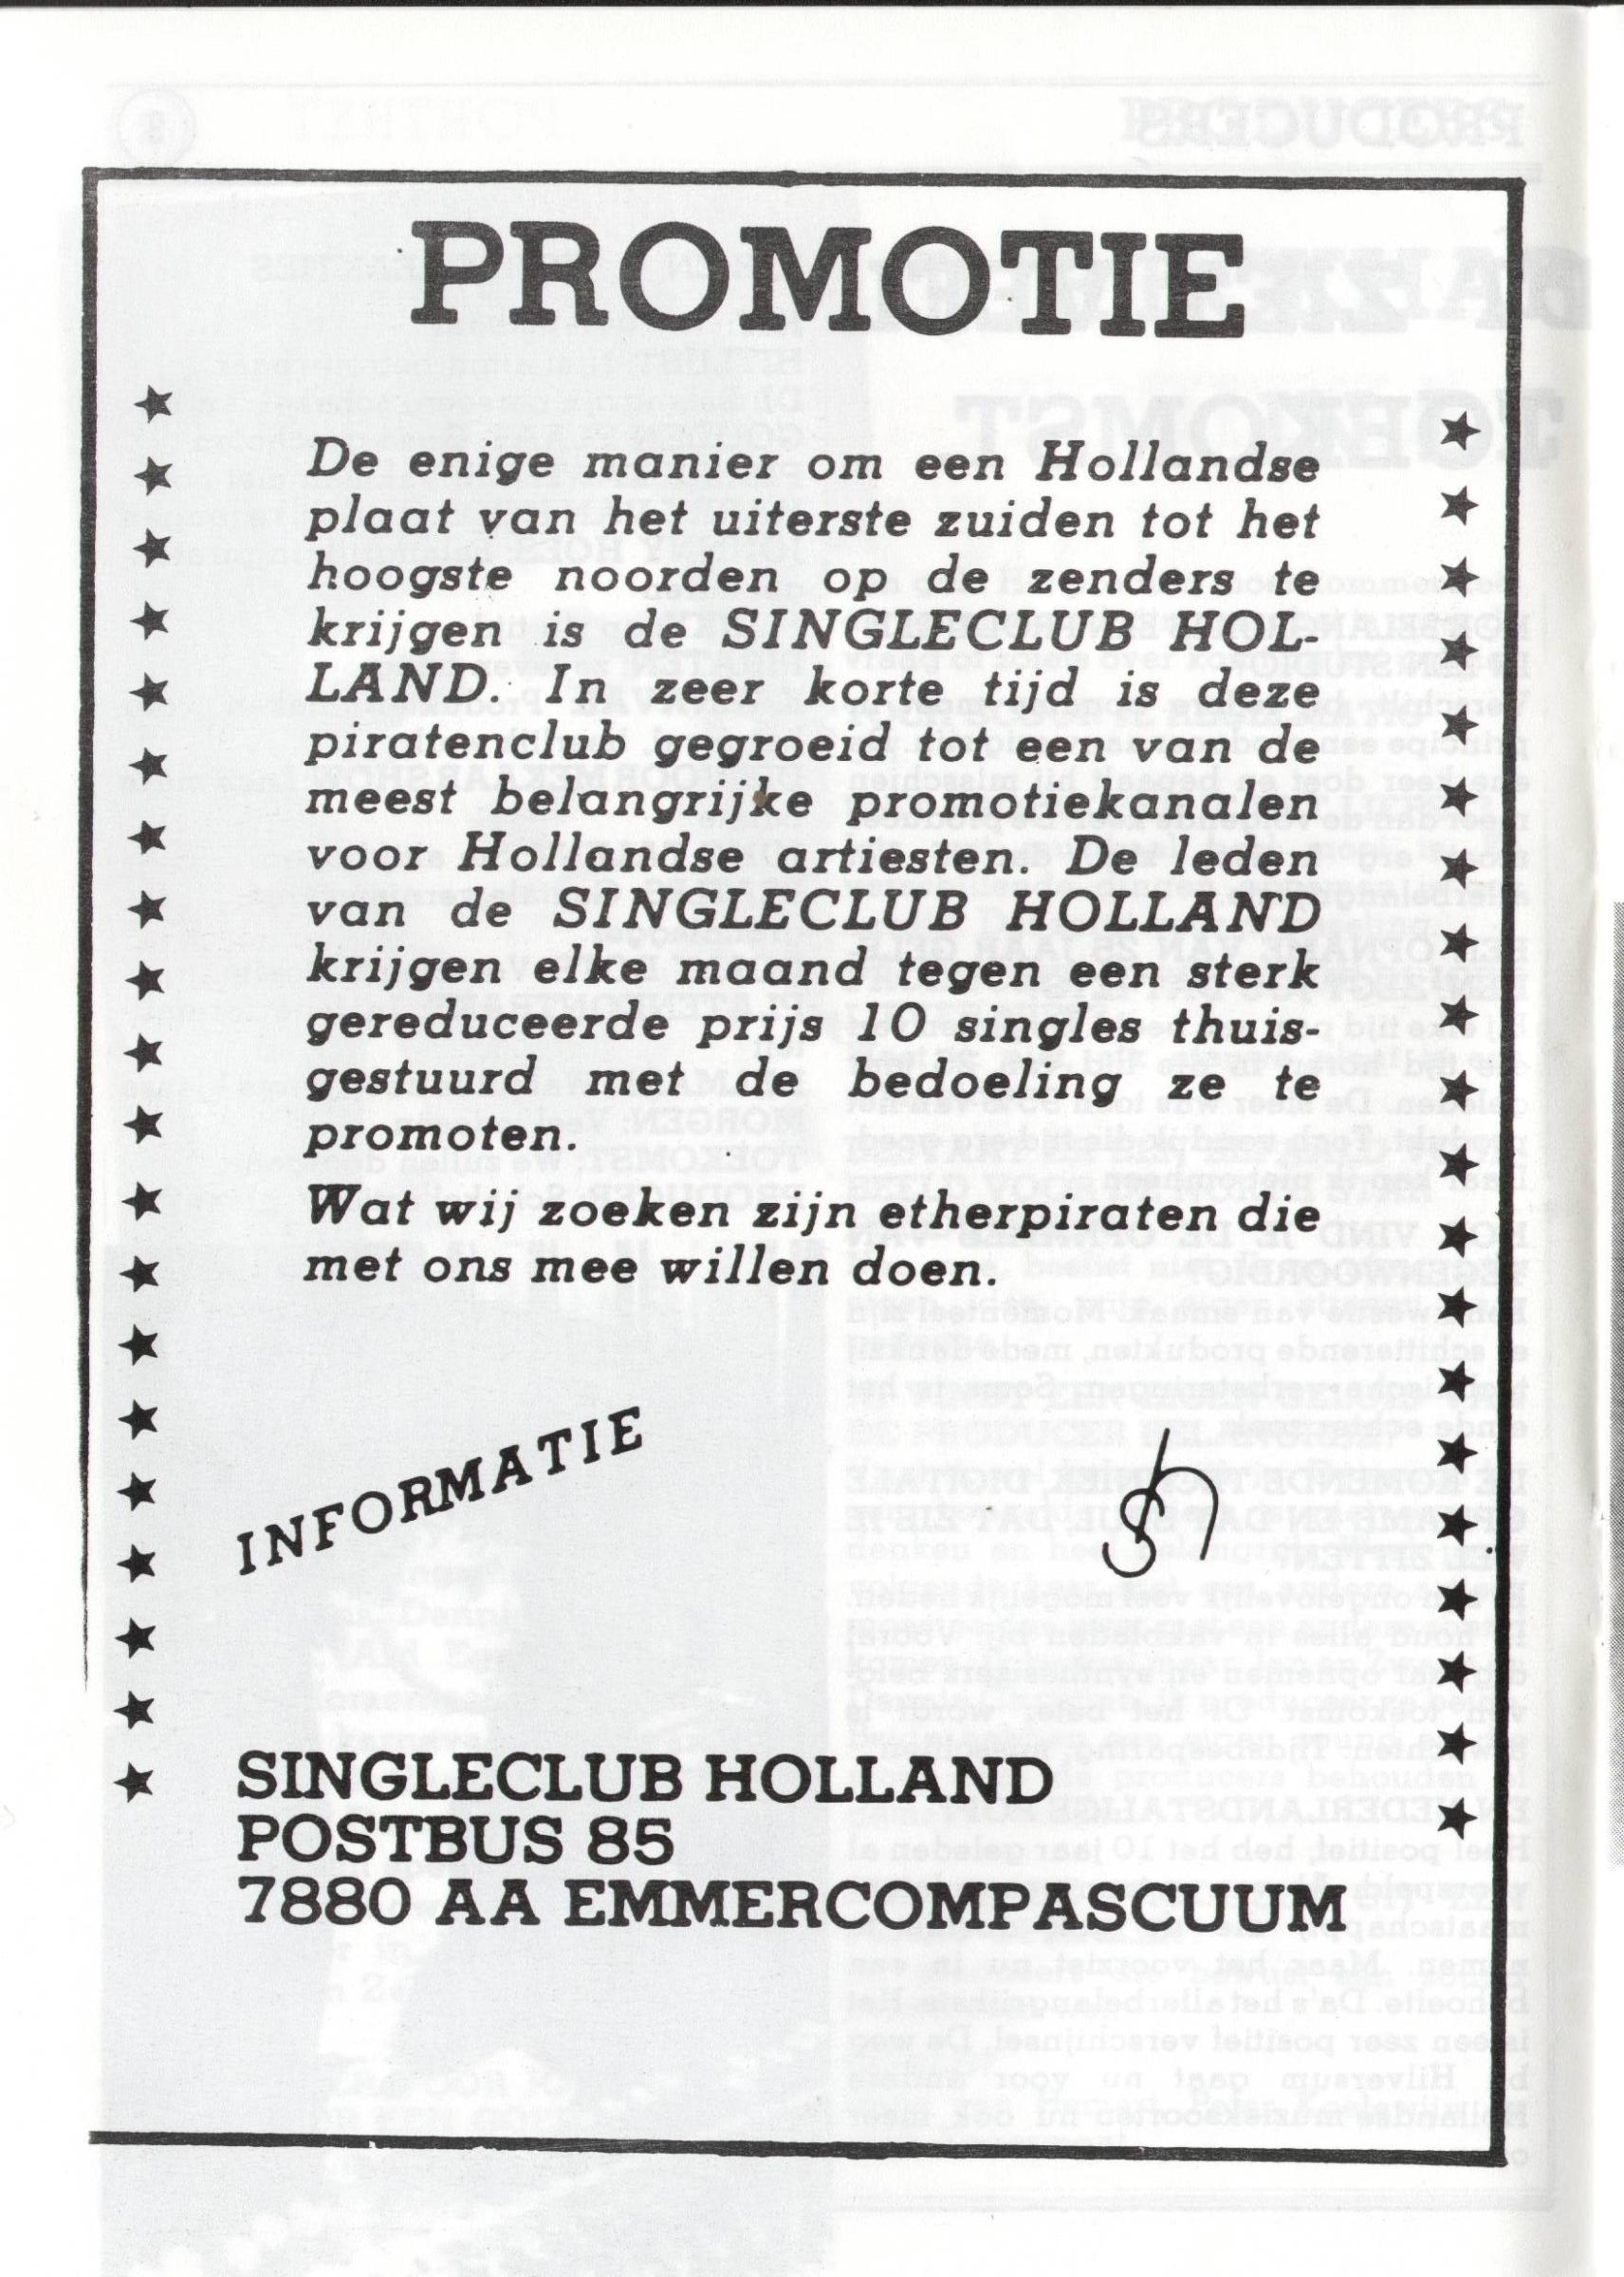 PROMOTIE
De enige manier om een Hollandse
plaat van het uiterste zuiden tot het
hoogste noorden op de zenders te
krijgen is de SINGLECLUB HOL-
LAND. In zeer korte tijd is deze
piratenclub gegroeid tot een van de
meest belangrijke promotiekanalen
voor Hollandse artiesten. De leden
van de SINGLECLUB HOLLAND
krijgen elke maand tegen een sterk
gereduceerde prijs 10 singles thuis-
gestuurd met de bedoeling ze te
promoten.
Wat wij zoeken zijn etherpiraten die
met ons mee willen doen.
INFORMATIE
SINGLECLUB HOLLAND
POSTBUS 85
7880 AA EMMERCOMPASCUUM